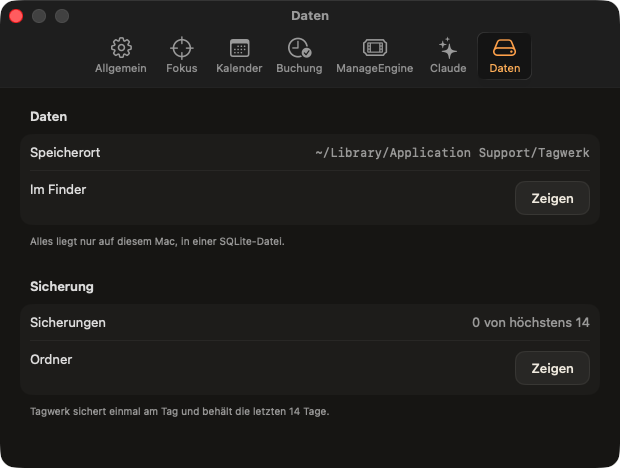 Daten
Allgemein Fokus Kalender Buchung ManageEngine Claude Daten
Daten
Speicherort ~/Library/Application Support/Tagwerk
Im Finder Zeigen
Alles liegt nur auf diesem Mac, in einer SQLite-Datei.
Sicherung
Sicherungen 0 von höchstens 14
Ordner Zeigen
Tagwerk sichert einmal am Tag und behält die letzten 14 Tage.